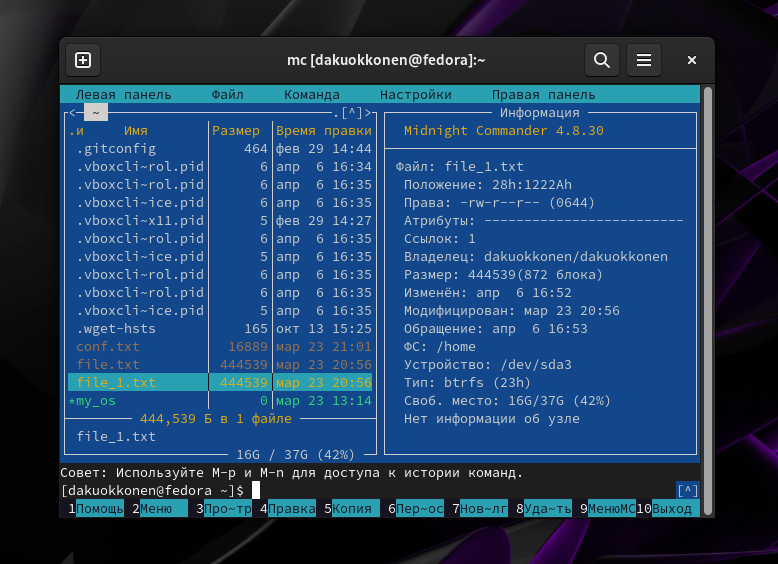 mc [dakuokkonen@fedora]:~
Левая панель Файл Команда Настройки Правая панель
<─ ~ .[^]>
.и Имя Размер Время правки
.gitconfig 464 фев 29 14:44
.vboxcli~rol.pid 6 апр 6 16:34
.vboxcli~rol.pid 6 апр 6 16:35
.vboxcli~ice.pid 6 апр 6 16:35
.vboxcli~x11.pid 5 фев 29 14:27
.vboxcli~rol.pid 6 апр 6 16:35
.vboxcli~ice.pid 5 апр 6 16:35
.vboxcli~rol.pid 6 апр 6 16:35
.vboxcli~rol.pid 6 апр 6 16:35
.vboxcli~ice.pid 5 апр 6 16:35
.wget-hsts 165 окт 13 15:25
conf.txt 16889 мар 23 21:01
file.txt 444539 мар 23 20:56
file_1.txt 444539 мар 23 20:56
*my_os 0 мар 23 13:14
444,539 Б в 1 файле
file_1.txt
16G / 37G (42%)
Информация
Midnight Commander 4.8.30
Файл: file_1.txt
Положение: 28h:1222Ah
Права: -rw-r--r-- (0644)
Атрибуты: -------------------------
Ссылок: 1
Владелец: dakuokkonen/dakuokkonen
Размер: 444539(872 блока)
Изменён: апр 6 16:52
Модифицирован: мар 23 20:56
Обращение: апр 6 16:53
ФС: /home
Устройство: /dev/sda3
Тип: btrfs (23h)
Своб. место: 16G/37G (42%)
Нет информации об узле
Совет: Используйте M-p и M-n для доступа к истории команд.
[dakuokkonen@fedora ~]$ [^]
1Помощь 2Меню 3Про~тр 4Правка 5Копия 6Пер~ос 7Нов~лг 8Уда~ть 9МенюMC 10Выход